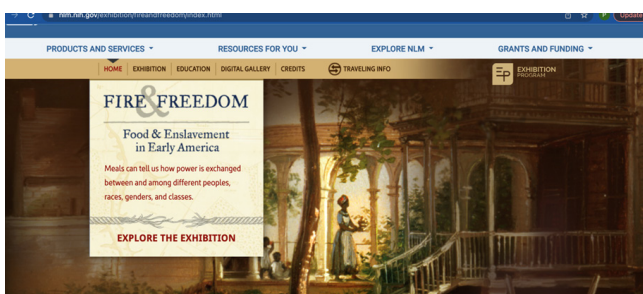 nlm.nih.gov/exhibition/fireandfreedom/index.html
Update
PRODUCTS AND SERVICES
RESOURCES FOR YOU
EXPLORE NLM
GRANTS AND FUNDING
HOME
EXHIBITION
EDUCATION
DIGITAL GALLERY
CREDITS
TRAVELING INFO
EP
EXHIBITION
PROGRAM
FIRE & FREEDOM
Food & Enslavement
in Early America
Meals can tell us how power is exchanged
between and among different peoples,
races, genders, and classes.
EXPLORE THE EXHIBITION